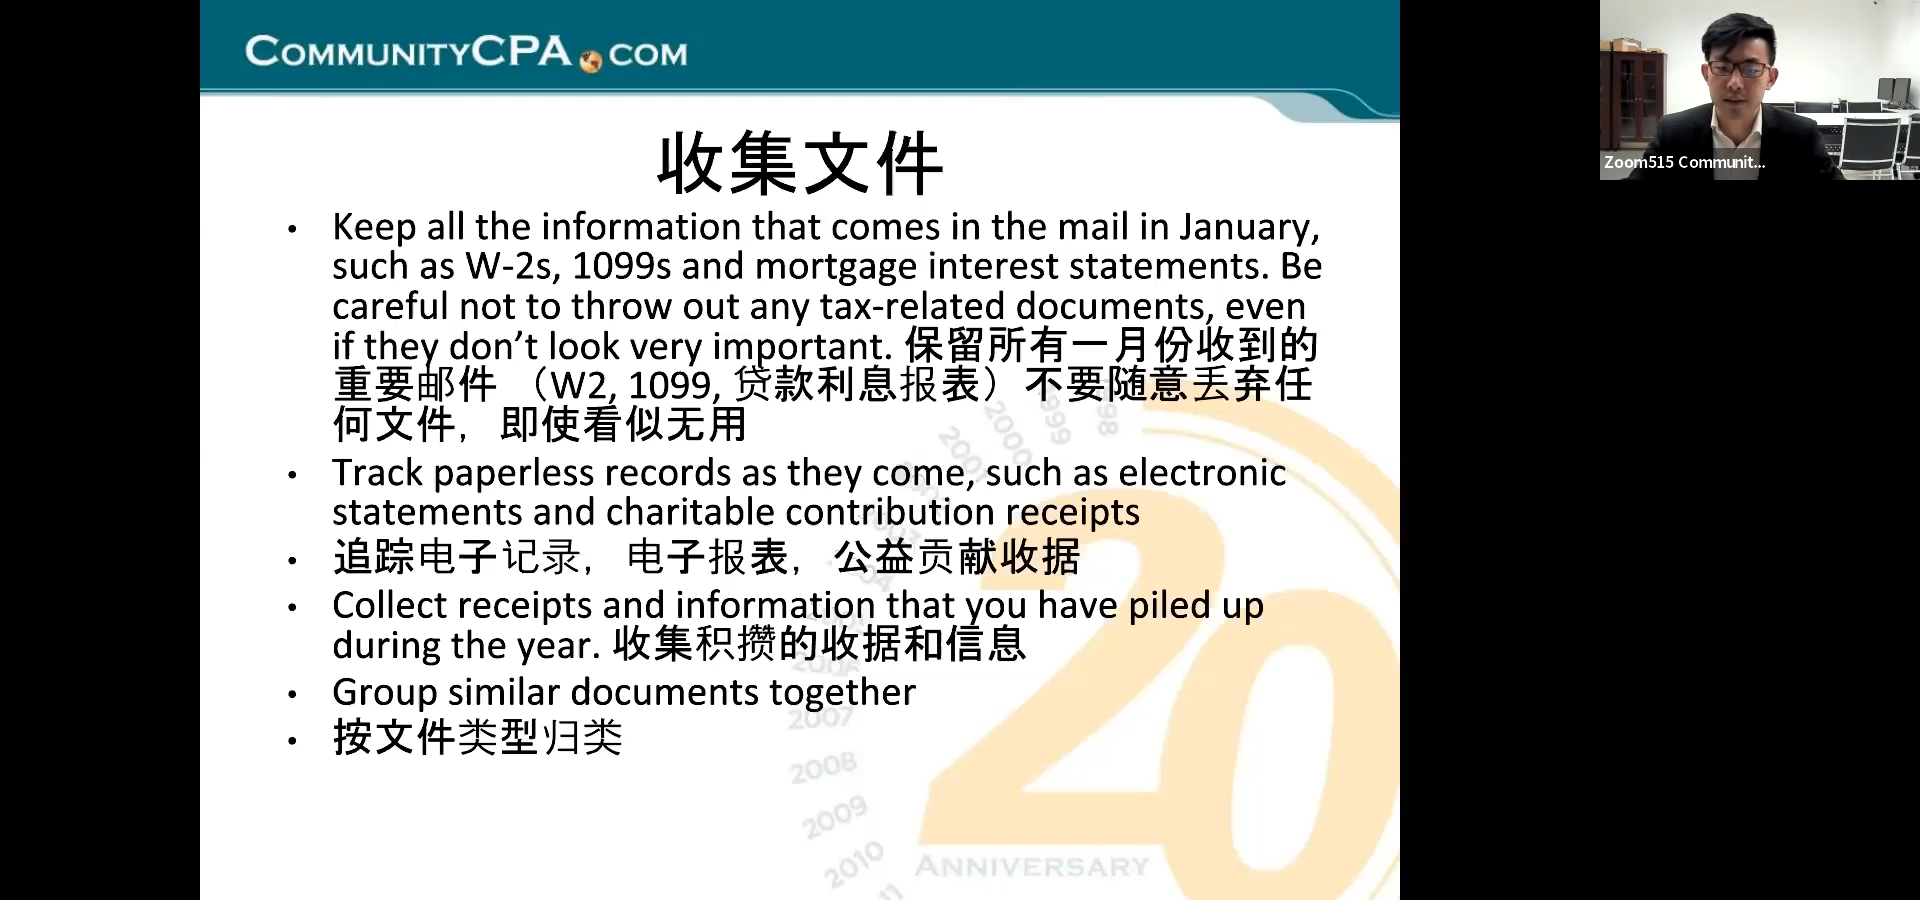 COMMUNITYCPA.COM
Zoom515 Communit...
收集文件
• Keep all the information that comes in the mail in January,
such as W-2s, 1099s and mortgage interest statements. Be
careful not to throw out any tax-related documents, even
if they don’t look very important. 保留所有一月份收到的
重要邮件 （W2, 1099, 贷款利息报表）不要随意丢弃任
何文件， 即使看似无用
• Track paperless records as they come, such as electronic
statements and charitable contribution receipts
• 追踪电子记录， 电子报表， 公益贡献收据
• Collect receipts and information that you have piled up
during the year. 收集积攒的收据和信息
• Group similar documents together
• 按文件类型归类
1998
1999
2000
2001
2004
2005
2006
2007
2008
2009
2010
11
20
ANNIVERSARY